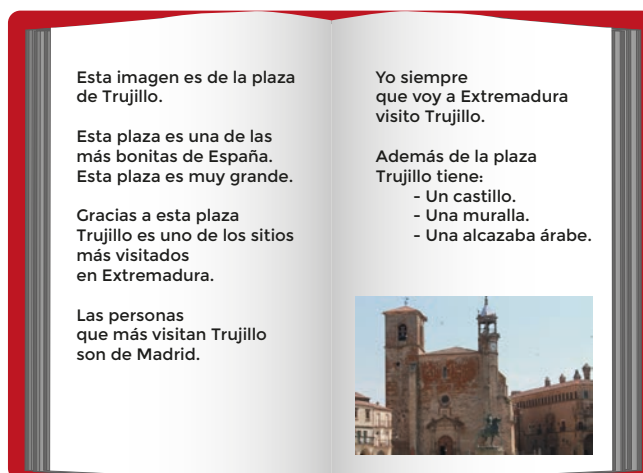 Esta imagen es de la plaza
de Trujillo.
Esta plaza es una de las
más bonitas de España.
Esta plaza es muy grande.
Gracias a esta plaza
Trujillo es uno de los sitios
más visitados
en Extremadura.
Las personas
que más visitan Trujillo
son de Madrid.
Yo siempre
que voy a Extremadura
visito Trujillo.
Además de la plaza
Trujillo tiene:
- Un castillo.
- Una muralla.
- Una alcazaba árabe.